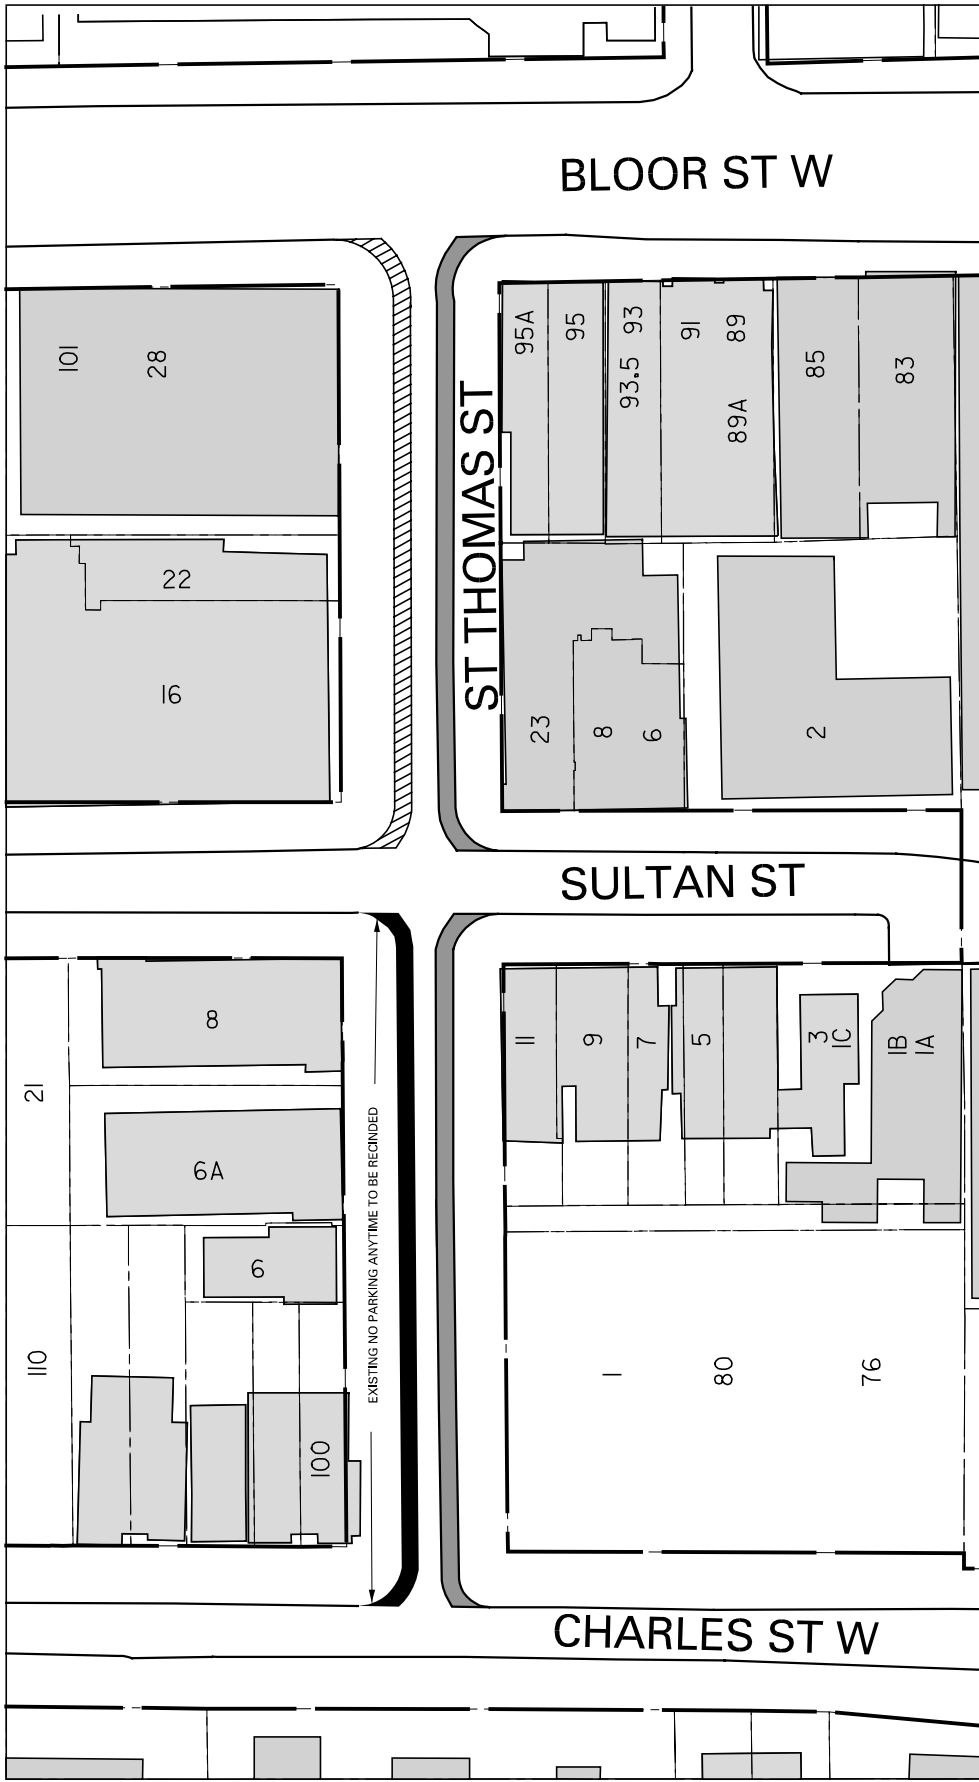 BLOOR ST W
101
28
95A
95
93.5
93
91
89
89A
85
83
ST THOMAS ST
22
16
23
8
6
2
SULTAN ST
8
21
11
9
7
5
3
1C
1B
1A
6A
EXISTING NO PARKING ANYTIME TO BE RECINDED
6
110
100
1
80
76
CHARLES ST W